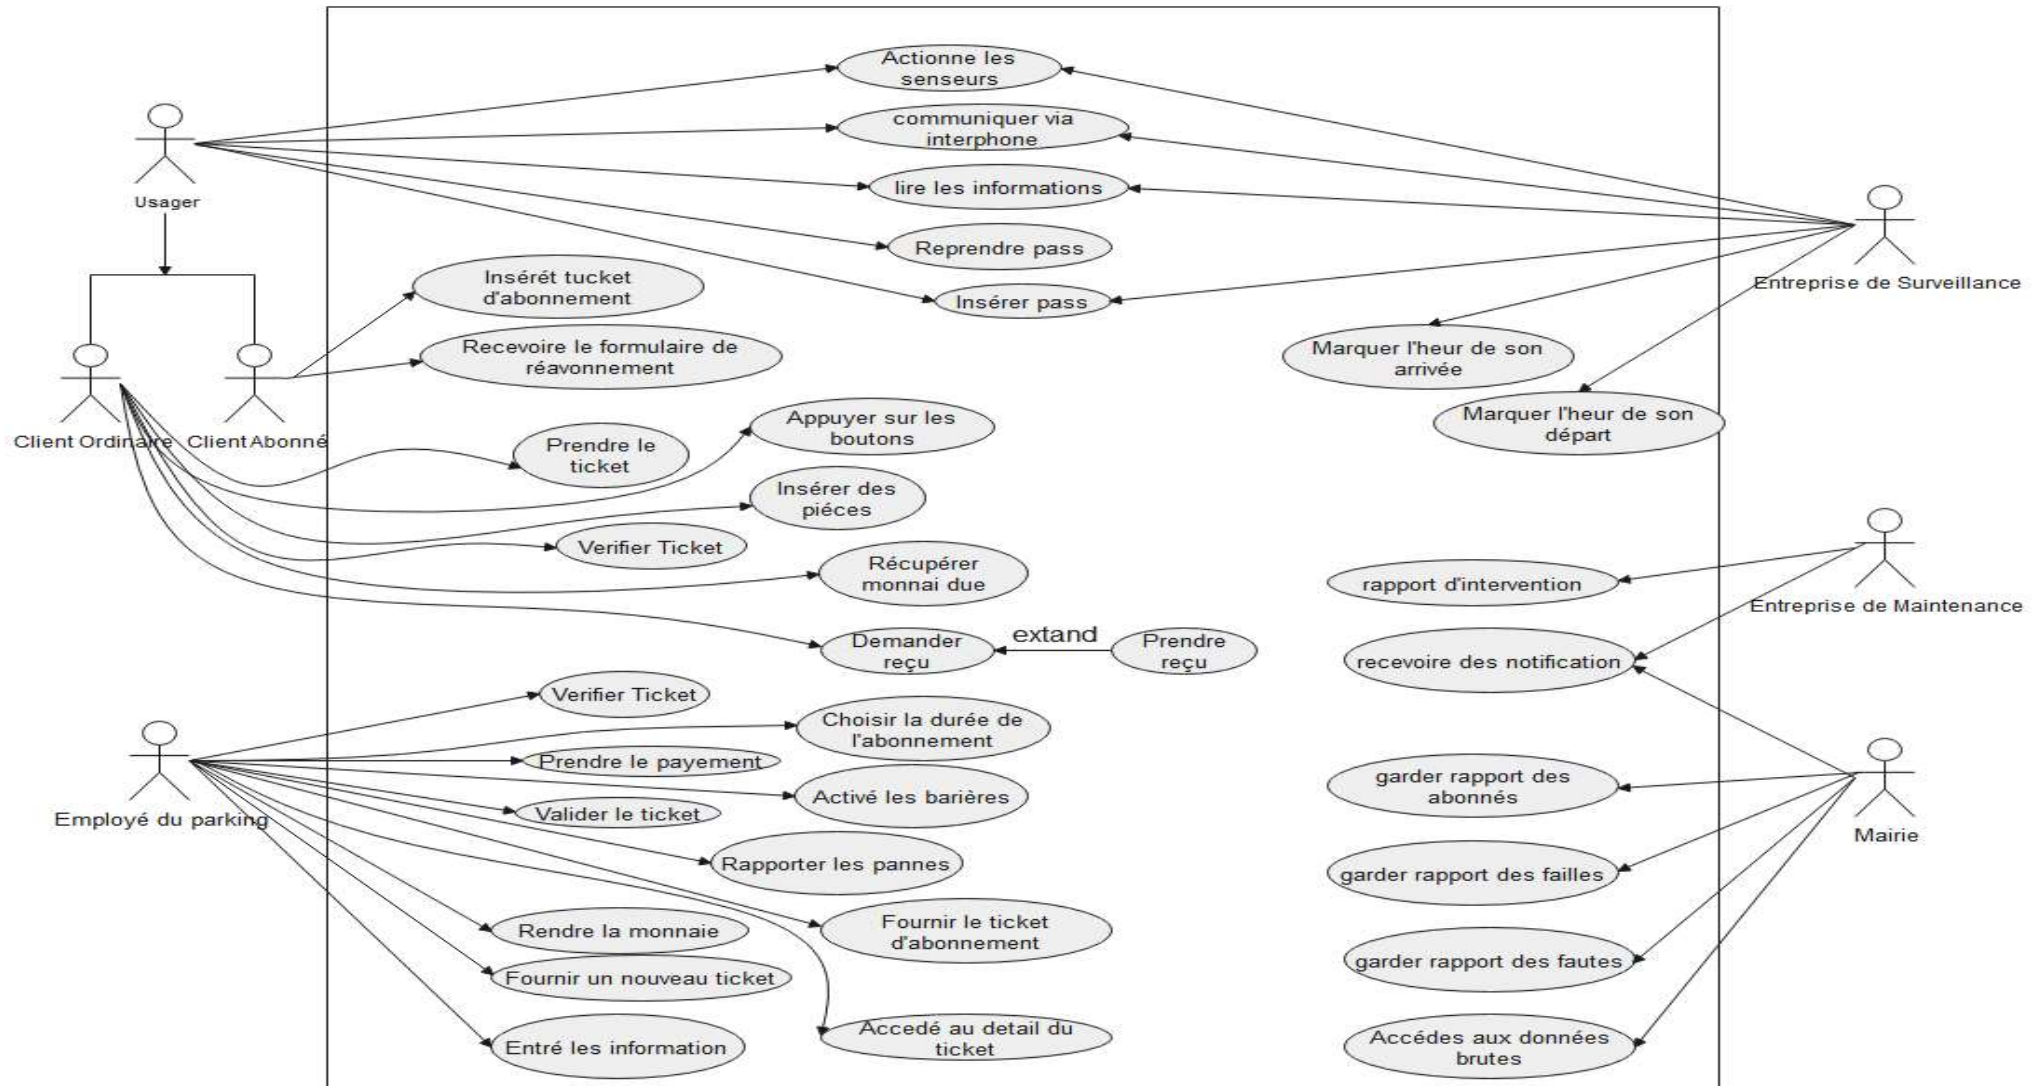 Actionne les
senseurs
communiquer via
interphone
lire les informations
Reprendre pass
Insérer pass
Usager
Insérét tucket
d'abonnement
Recevoire le formulaire de
réavonnement
Client Ordinaire
Client Abonné
Entreprise de Surveillance
Marquer l'heur de son
arrivée
Marquer l'heur de son
départ
Prendre le
ticket
Appuyer sur les
boutons
Insérer des
piéces
Verifier Ticket
Récupérer
monnai due
Demander
reçu
extand
Prendre
reçu
rapport d'intervention
Entreprise de Maintenance
recevoire des notification
Verifier Ticket
Choisir la durée de
l'abonnement
Prendre le payement
Activé les barières
Valider le ticket
Employé du parking
Rapporter les pannes
garder rapport des
abonnés
Mairie
garder rapport des failles
Rendre la monnaie
Fournir le ticket
d'abonnement
Fournir un nouveau ticket
garder rapport des fautes
Entré les information
Accedé au detail du
ticket
Accédes aux données
brutes